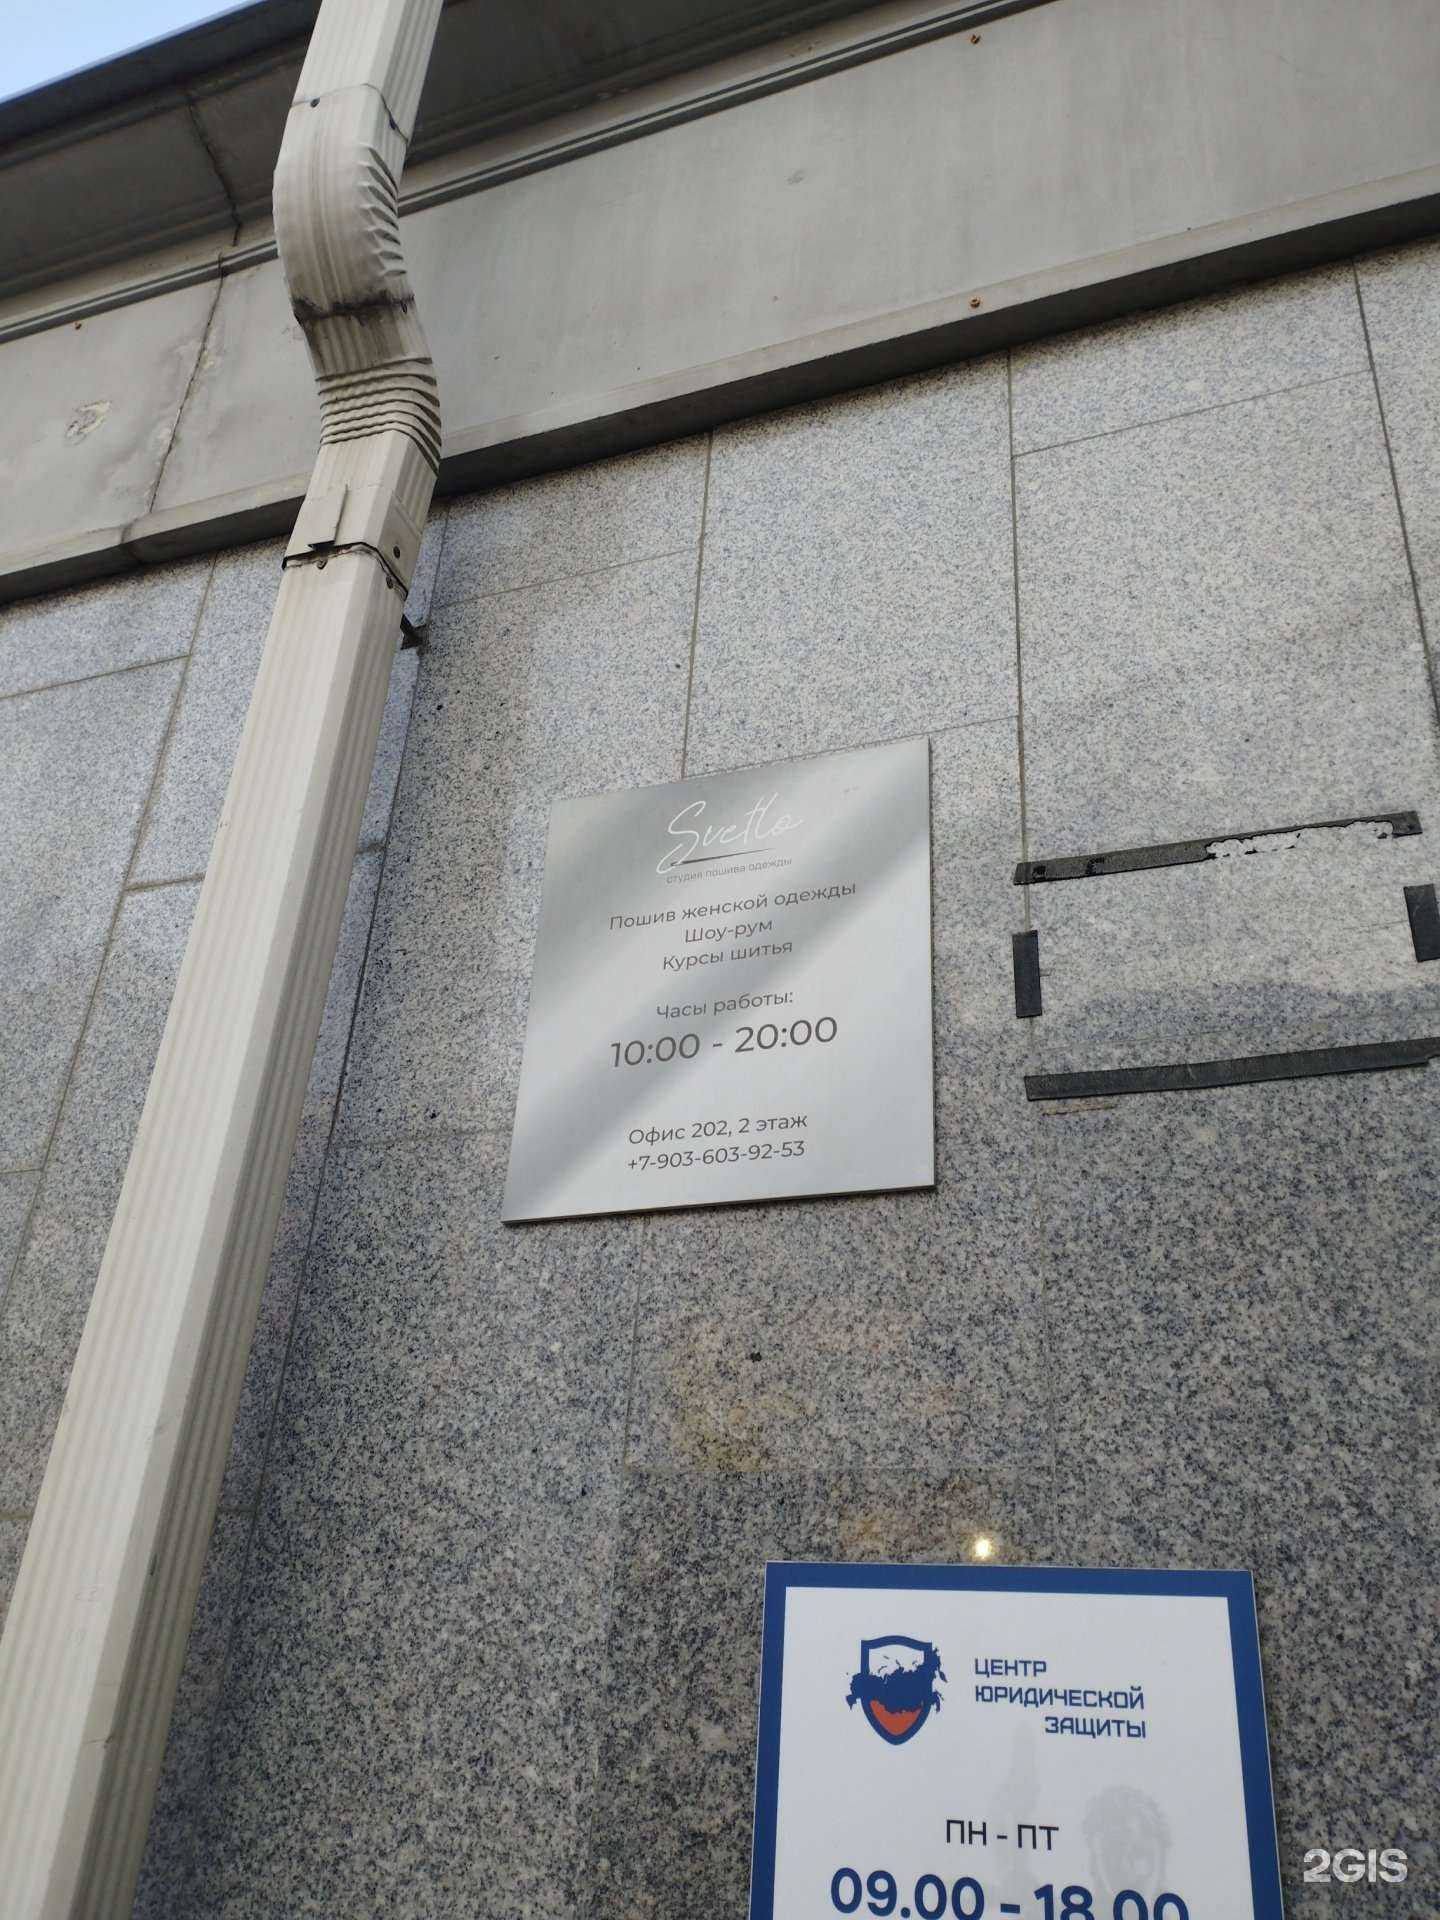 Svetlo
студия пошива одежды
Пошив женской одежды
Шоу-рум
Курсы шитья
Часы работы:
10:00 - 20:00
Офис 202, 2 этаж
+7-903-603-92-53
ЦЕНТР
ЮРИДИЧЕСКОЙ
ЗАЩИТЫ
ПН - ПТ
09.00 - 18.00
2GIS